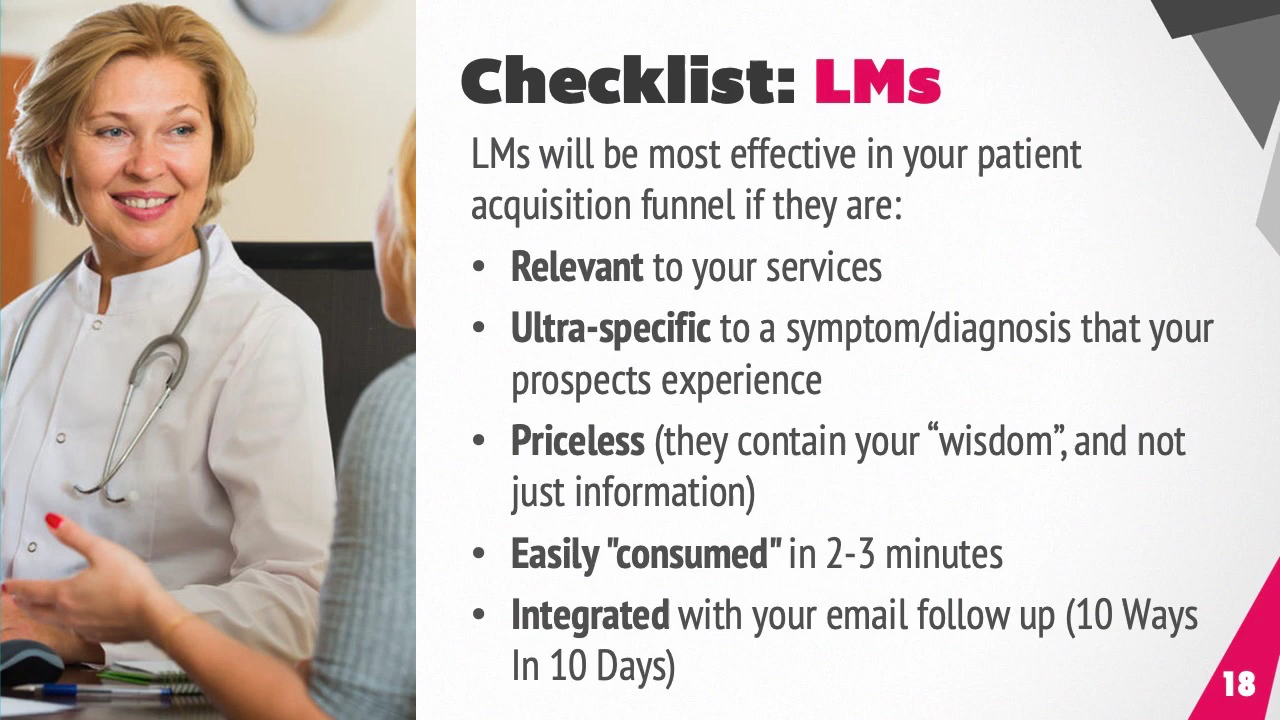 Checklist: LMs
LMs will be most effective in your patient
acquisition funnel if they are:
• Relevant to your services
• Ultra-specific to a symptom/diagnosis that your
prospects experience
• Priceless (they contain your “wisdom”, and not
just information)
• Easily "consumed" in 2-3 minutes
• Integrated with your email follow up (10 Ways
In 10 Days)
18